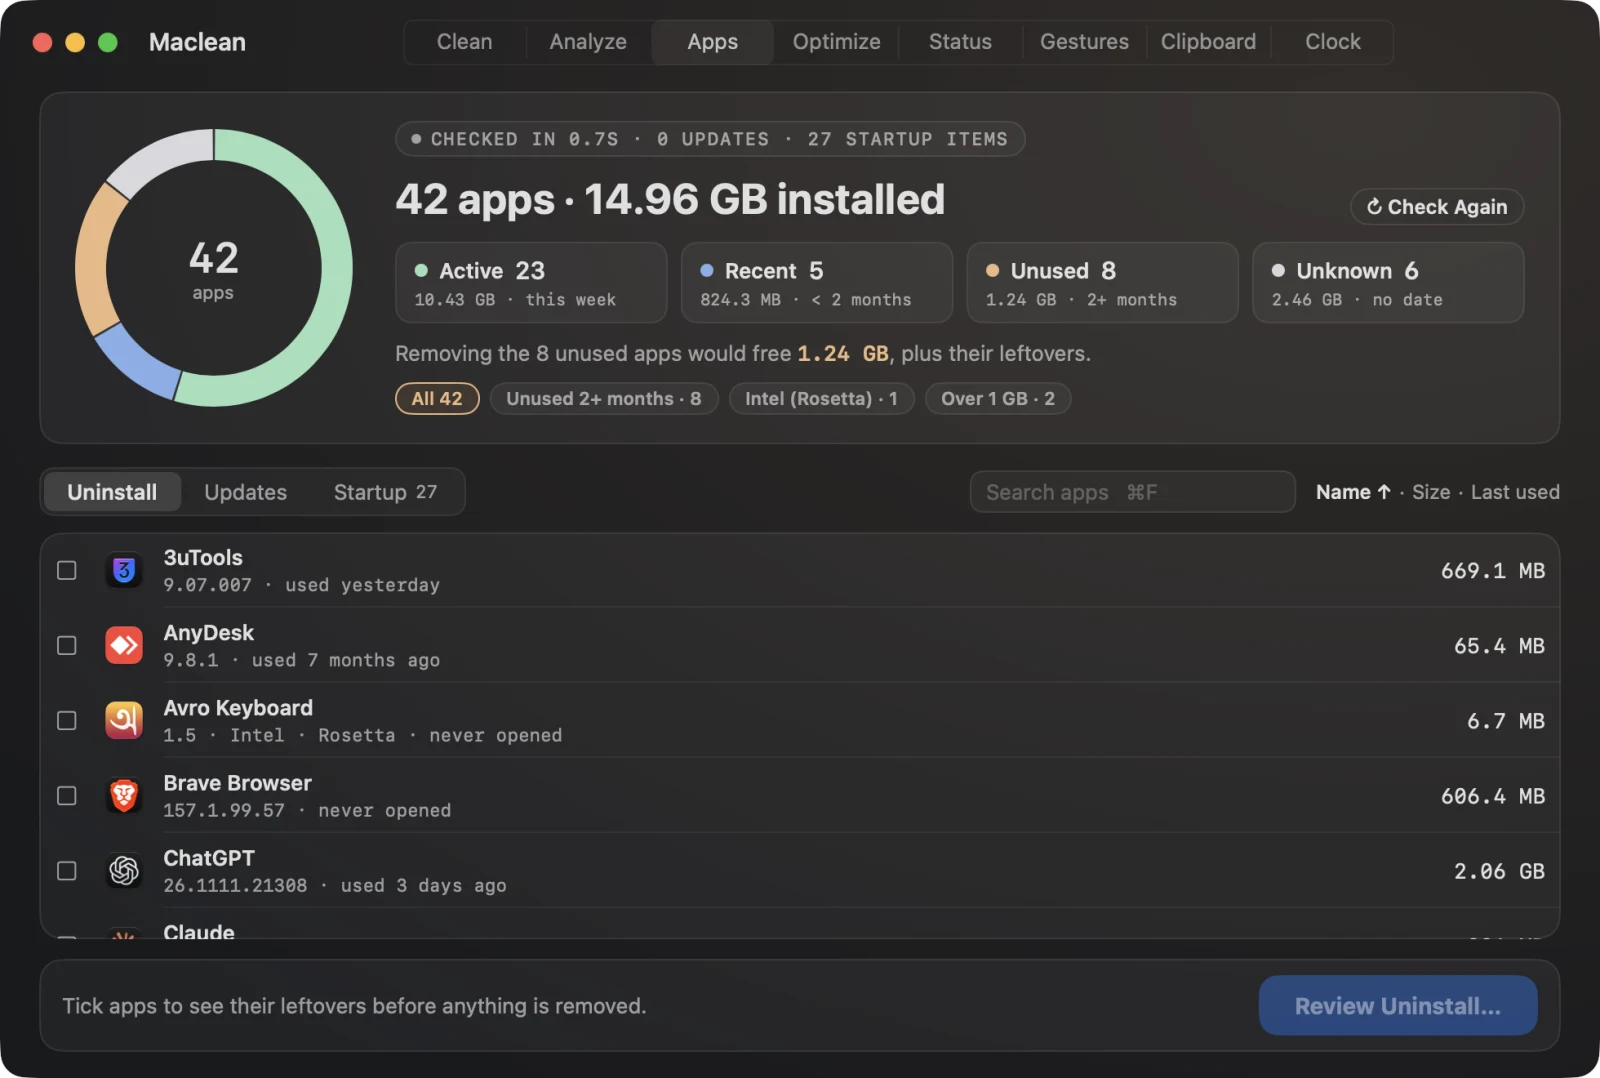 Maclean
Clean Analyze Apps Optimize Status Gestures Clipboard Clock
CHECKED IN 0.7S · 0 UPDATES · 27 STARTUP ITEMS
42 apps · 14.96 GB installed
Check Again
42
apps
Active 23
10.43 GB · this week
Recent 5
824.3 MB · < 2 months
Unused 8
1.24 GB · 2+ months
Unknown 6
2.46 GB · no date
Removing the 8 unused apps would free 1.24 GB, plus their leftovers.
All 42
Unused 2+ months · 8
Intel (Rosetta) · 1
Over 1 GB · 2
Uninstall Updates Startup 27
Search apps ⌘F
Name ↑ · Size · Last used
3uTools
9.07.007 · used yesterday
669.1 MB
AnyDesk
9.8.1 · used 7 months ago
65.4 MB
Avro Keyboard
1.5 · Intel · Rosetta · never opened
6.7 MB
Brave Browser
157.1.99.57 · never opened
606.4 MB
ChatGPT
26.1111.21308 · used 3 days ago
2.06 GB
Claude
Tick apps to see their leftovers before anything is removed.
Review Uninstall...